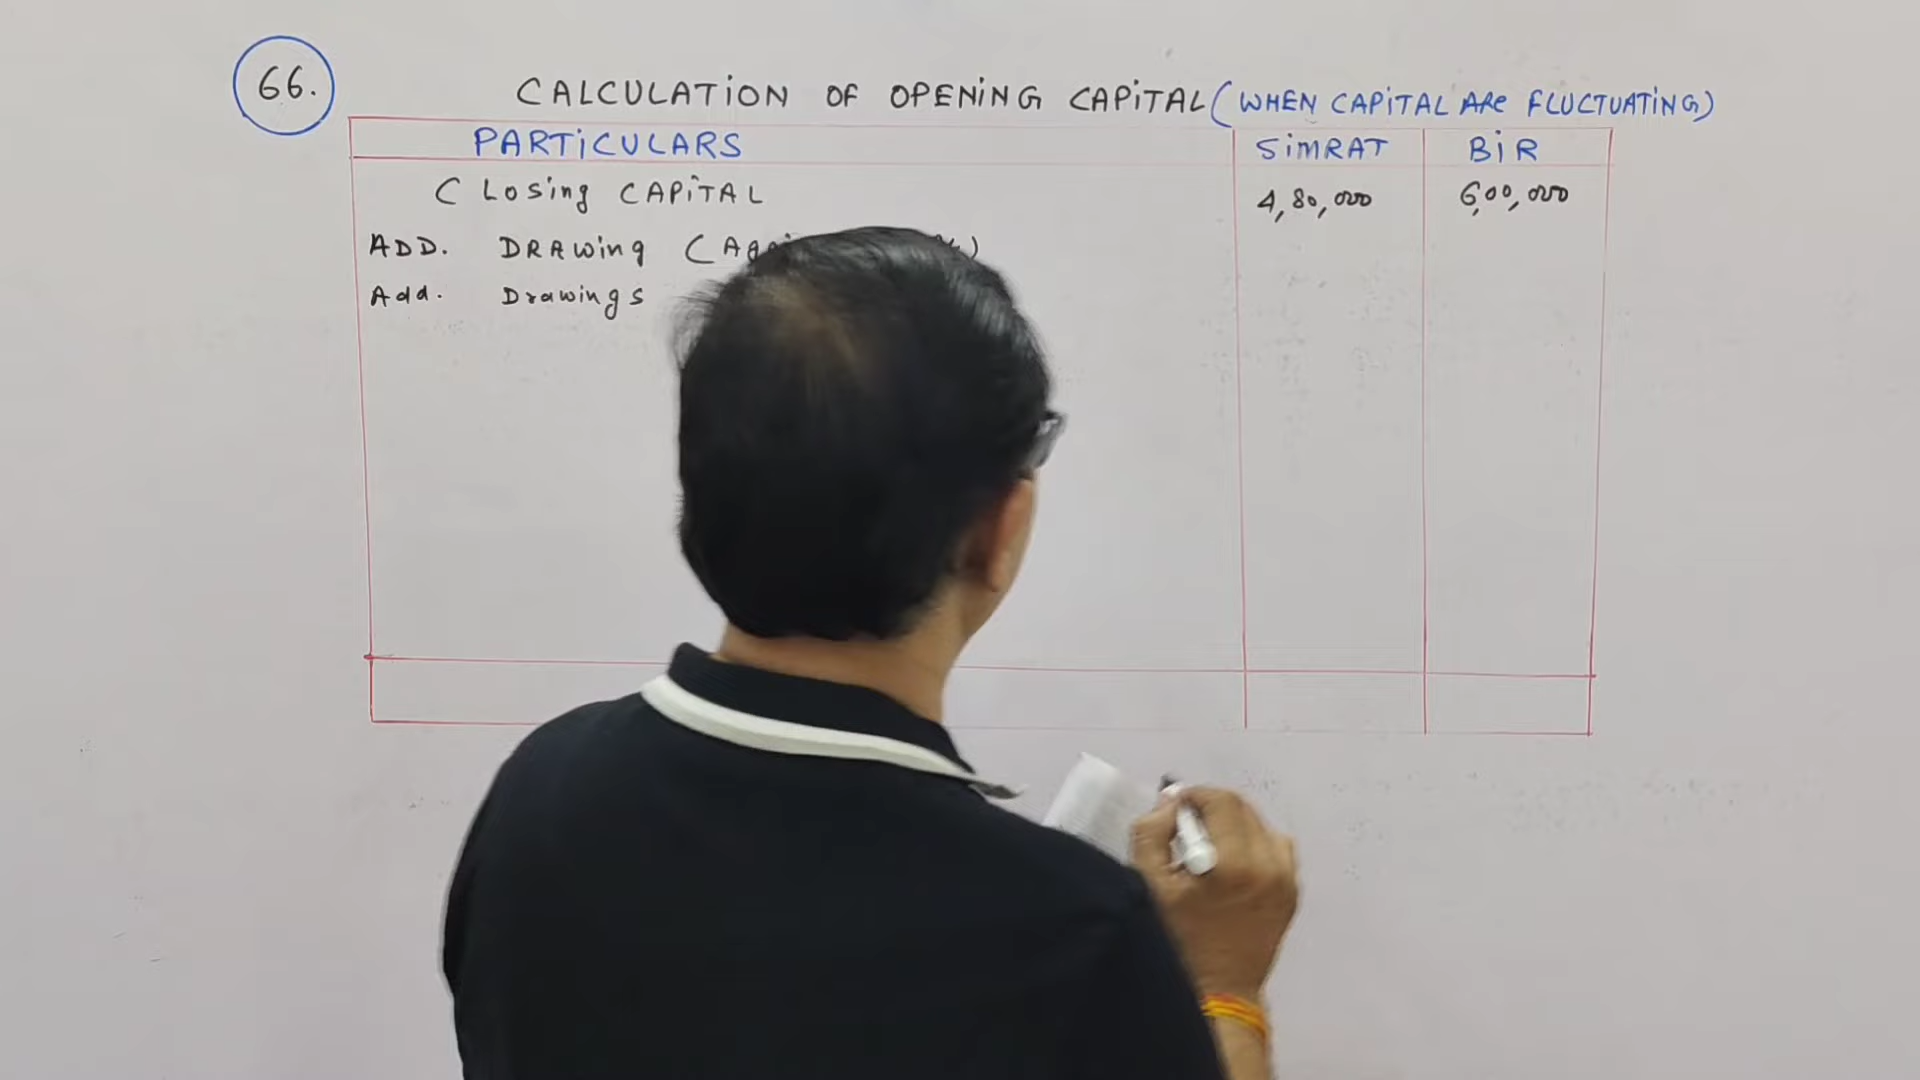 66.
CALCULATION OF OPENING CAPITAL (WHEN CAPITAL ARE FLUCTUATING)
PARTICULARS SIMRAT BIR
CLOSING CAPITAL 4,80,000 6,00,000
ADD. DRAWING
Add. Drawings